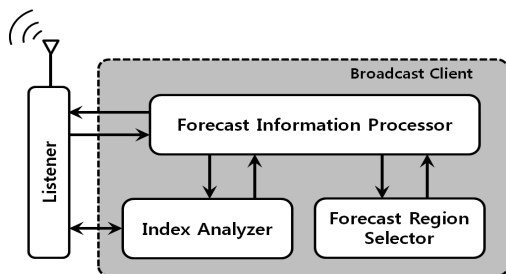 Broadcast Client
Forecast Information Processor
Listener
Index Analyzer
Forecast Region
Selector